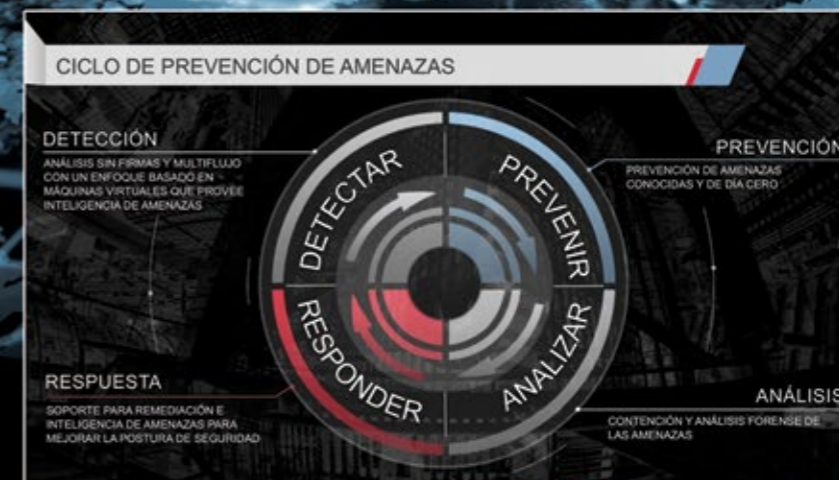 CICLO DE PREVENCIÓN DE AMENAZAS
DETECCIÓN
ANÁLISIS SIN FIRMAS Y MULTIFLUJO
CON UN ENFOQUE BASADO EN
MÁQUINAS VIRTUALES QUE PROVEE
INTELIGENCIA DE AMENAZAS
PREVENCIÓN
PREVENCIÓN DE AMENAZAS
CONOCIDAS Y DE DÍA CERO
DETECTAR
PREVENIR
RESPONDER
ANALIZAR
RESPUESTA
SOPORTE PARA REMEDIACIÓN E
INTELIGENCIA DE AMENAZAS PARA
MEJORAR LA POSTURA DE SEGURIDAD
ANÁLISIS
CONTENCIÓN Y ANÁLISIS FORENSE DE
LAS AMENAZAS